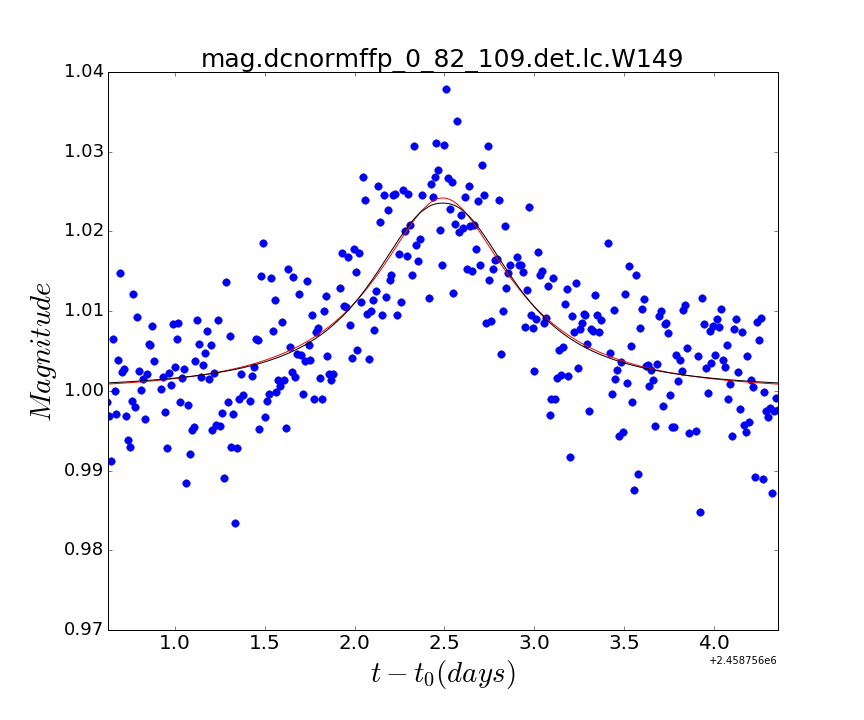 mag.dcnormffp_0_82_109.det.lc.W149
1.04
1.03
1.02
1.01
1.00
0.99
0.98
0.97
Magnitude
1.0 1.5 2.0 2.5 3.0 3.5 4.0
+2.458756e6
t − t₀(days)